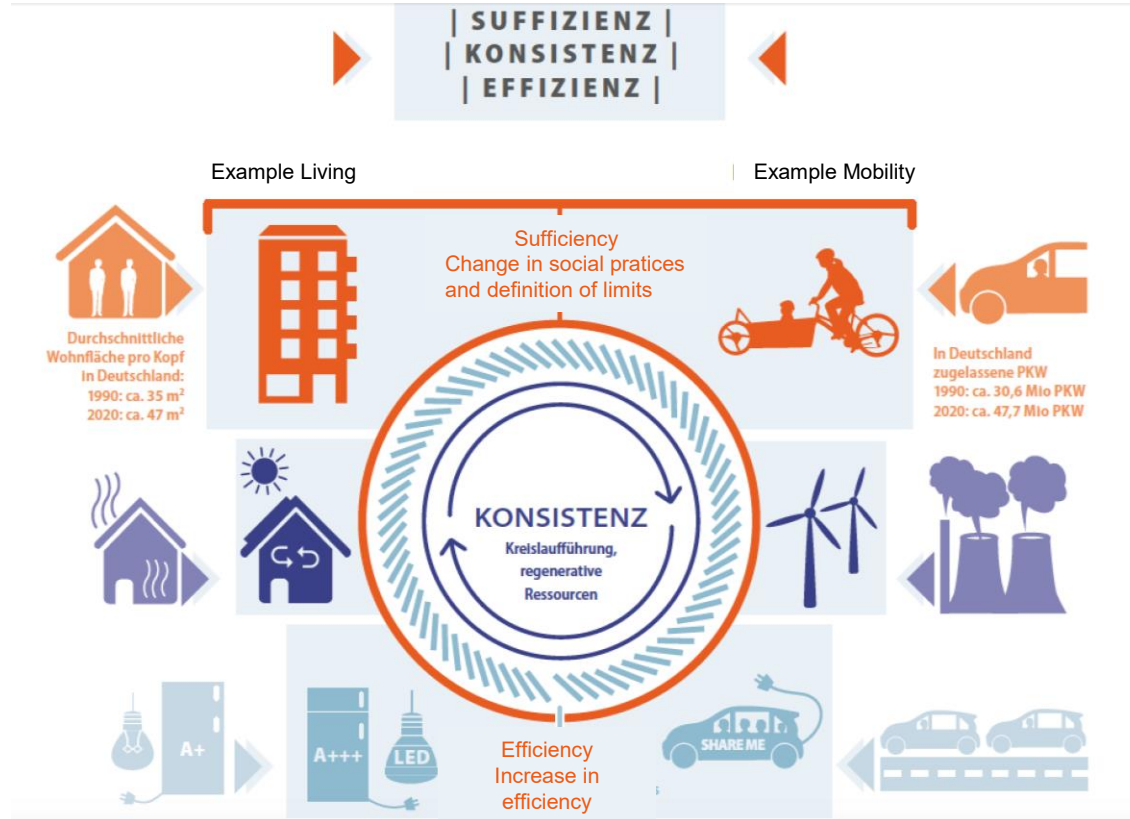 | SUFFIZIENZ |
| KONSISTENZ |
| EFFIZIENZ |
Example Living
Example Mobility
Sufficiency
Change in social pratices
and definition of limits
Durchschnittliche
Wohnfläche pro Kopf
in Deutschland:
1990: ca. 35 m²
2020: ca. 47 m²
In Deutschland
zugelassene PKW
1990: ca. 30,6 Mio PKW
2020: ca. 47,7 Mio PKW
KONSISTENZ
Kreislaufführung,
regenerative
Ressourcen
A+
A+++
LED
SHARE ME
Efficiency
Increase in
efficiency